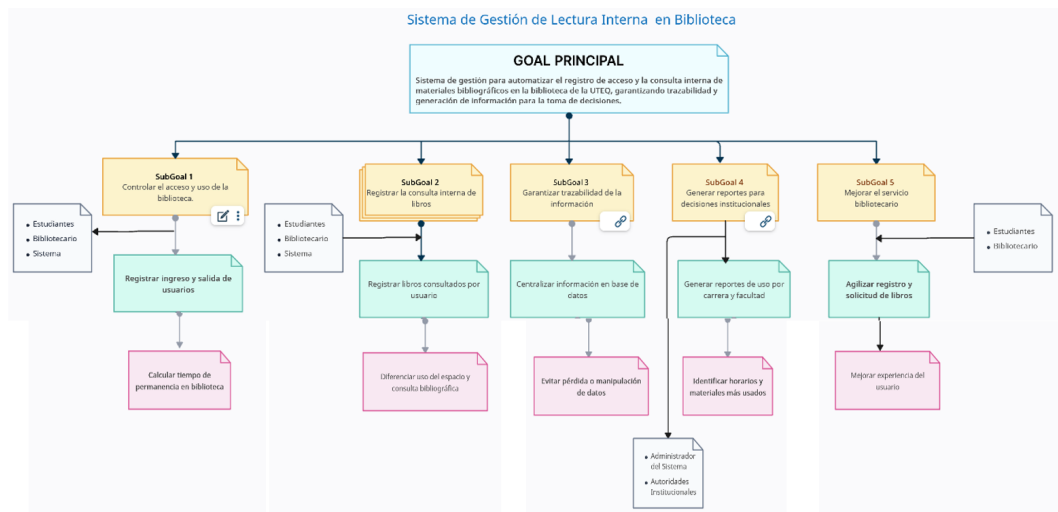 Sistema de Gestión de Lectura Interna en Biblioteca
GOAL PRINCIPAL
Sistema de gestión para automatizar el registro de acceso y la consulta interna de
materiales bibliográficos en la biblioteca de la UTEQ, garantizando trazabilidad y
generación de información para la toma de decisiones.
SubGoal 1
Controlar el acceso y uso de la
biblioteca.
SubGoal 2
Registrar la consulta interna de
libros
SubGoal 3
Garantizar trazabilidad de la
información
SubGoal 4
Generar reportes para
decisiones institucionales
SubGoal 5
Mejorar el servicio
bibliotecario
• Estudiantes
• Bibliotecario
• Sistema
• Estudiantes
• Bibliotecario
• Sistema
• Estudiantes
• Bibliotecario
Registrar ingreso y salida de
usuarios
Registrar libros consultados por
usuario
Centralizar información en base de
datos
Generar reportes de uso por
carrera y facultad
Agilizar registro y
solicitud de libros
Calcular tiempo de
permanencia en biblioteca
Diferenciar uso del espacio y
consulta bibliográfica
Evitar pérdida o manipulación
de datos
Identificar horarios y
materiales más usados
Mejorar experiencia del
usuario
• Administrador
del Sistema
• Autoridades
Institucionales